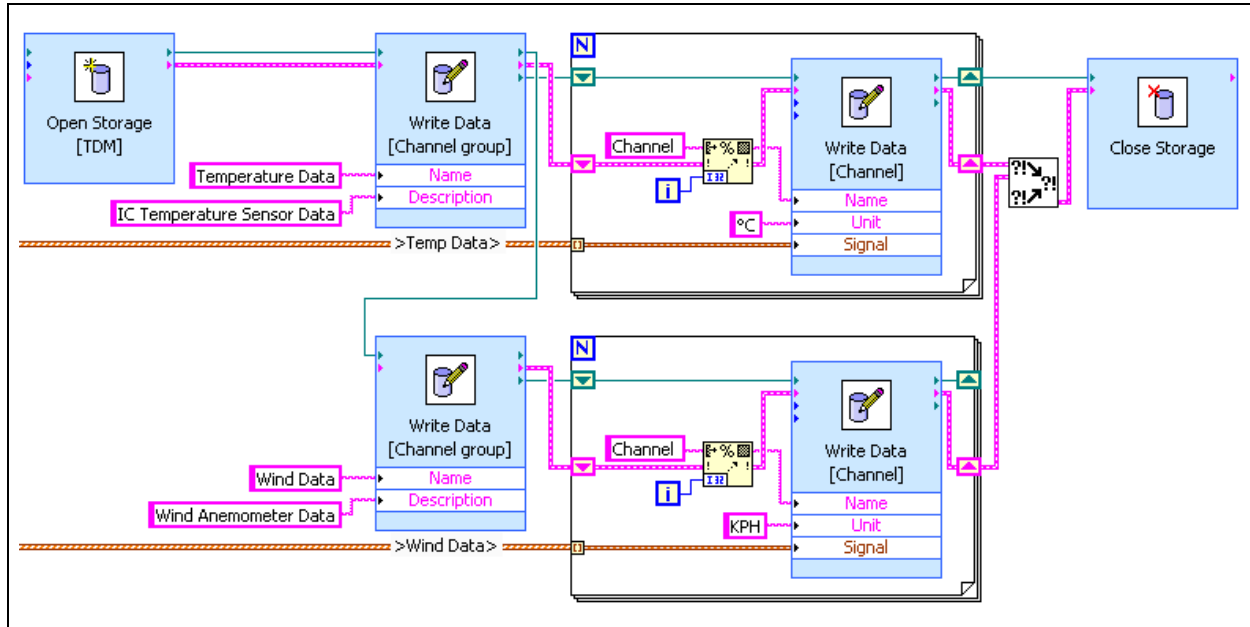 Open Storage
[TDM]
Write Data
[Channel group]
Name
Description
Temperature Data
IC Temperature Sensor Data
>Temp Data>
N
Channel
i
%
I32
Write Data
[Channel]
Name
Unit
Signal
°C
?!
?!
?!
Close Storage
Write Data
[Channel group]
Name
Description
Wind Data
Wind Anemometer Data
>Wind Data>
N
Channel
i
%
I32
Write Data
[Channel]
Name
Unit
Signal
KPH